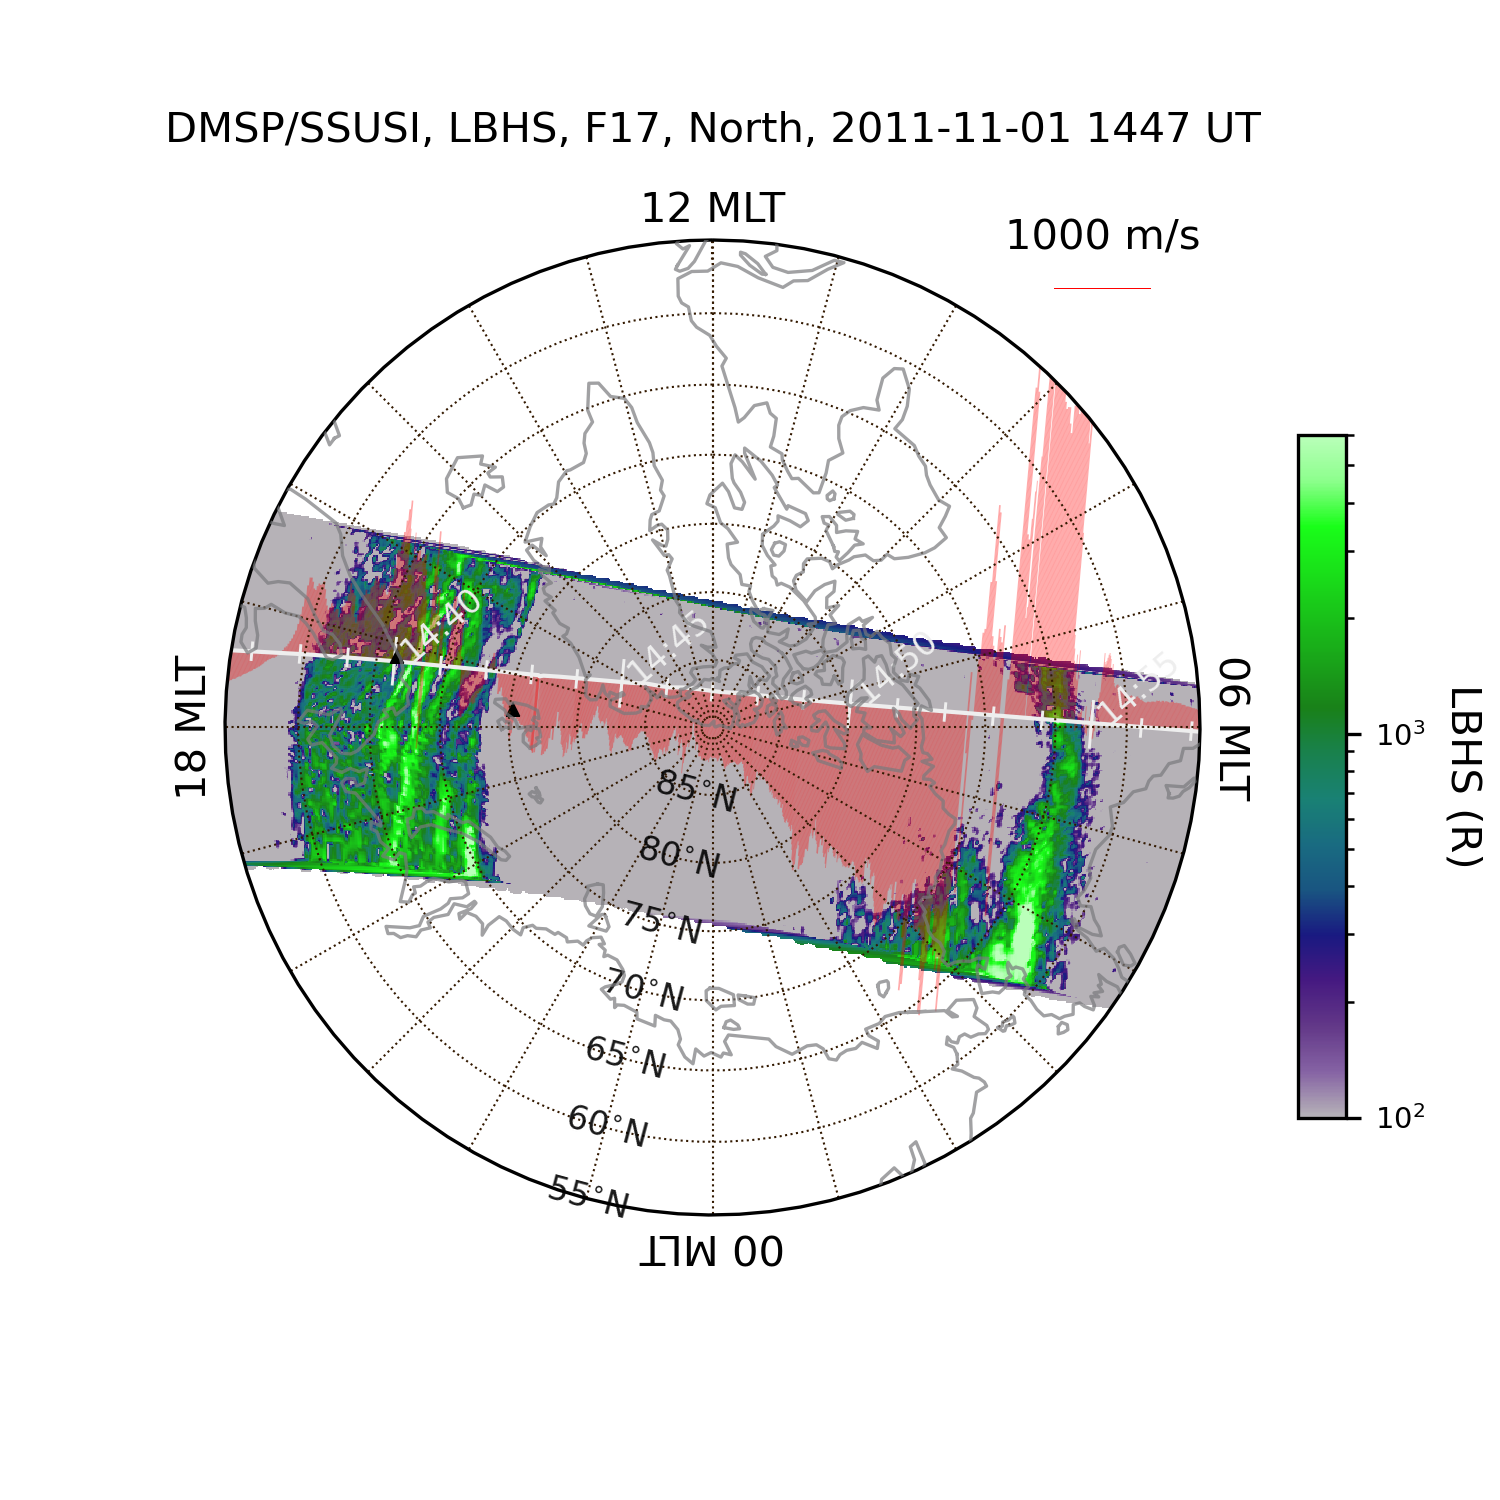 DMSP/SSUSI, LBHS, F17, North, 2011-11-01 1447 UT
12 MLT
1000 m/s
14:40
14:45
14:50
14:55
18 MLT
06 MLT
85°N
80°N
75°N
70°N
65°N
60°N
55°N
00 MLT
10³
10²
LBHS (R)